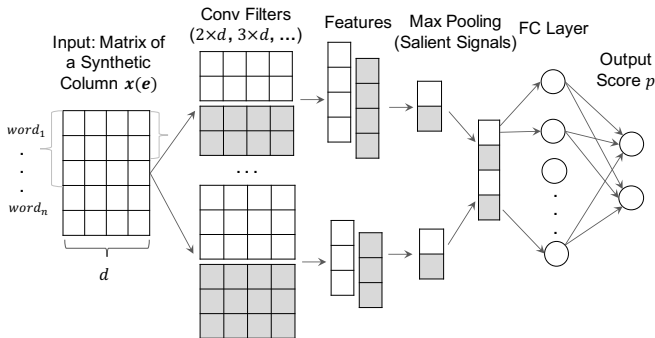 Input: Matrix of
a Synthetic
Column x(e)
Conv Filters
(2×d, 3×d, ...)
Features
Max Pooling
(Salient Signals)
FC Layer
Output
Score p
word₁
.
.
.
wordₙ
d
...
.
.
.